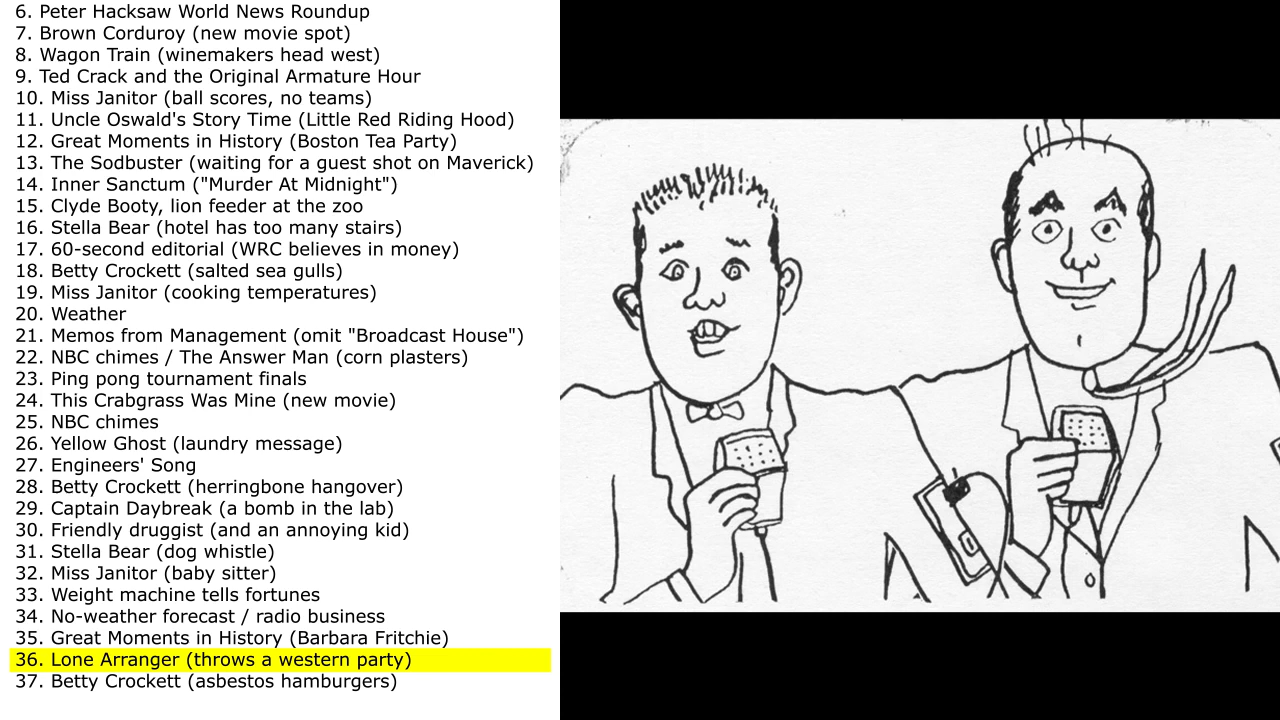 6. Peter Hacksaw World News Roundup
7. Brown Corduroy (new movie spot)
8. Wagon Train (winemakers head west)
9. Ted Crack and the Original Armature Hour
10. Miss Janitor (ball scores, no teams)
11. Uncle Oswald's Story Time (Little Red Riding Hood)
12. Great Moments in History (Boston Tea Party)
13. The Sodbuster (waiting for a guest shot on Maverick)
14. Inner Sanctum ("Murder At Midnight")
15. Clyde Booty, lion feeder at the zoo
16. Stella Bear (hotel has too many stairs)
17. 60-second editorial (WRC believes in money)
18. Betty Crockett (salted sea gulls)
19. Miss Janitor (cooking temperatures)
20. Weather
21. Memos from Management (omit "Broadcast House")
22. NBC chimes / The Answer Man (corn plasters)
23. Ping pong tournament finals
24. This Crabgrass Was Mine (new movie)
25. NBC chimes
26. Yellow Ghost (laundry message)
27. Engineers' Song
28. Betty Crockett (herringbone hangover)
29. Captain Daybreak (a bomb in the lab)
30. Friendly druggist (and an annoying kid)
31. Stella Bear (dog whistle)
32. Miss Janitor (baby sitter)
33. Weight machine tells fortunes
34. No-weather forecast / radio business
35. Great Moments in History (Barbara Fritchie)
36. Lone Arranger (throws a western party)
37. Betty Crockett (asbestos hamburgers)